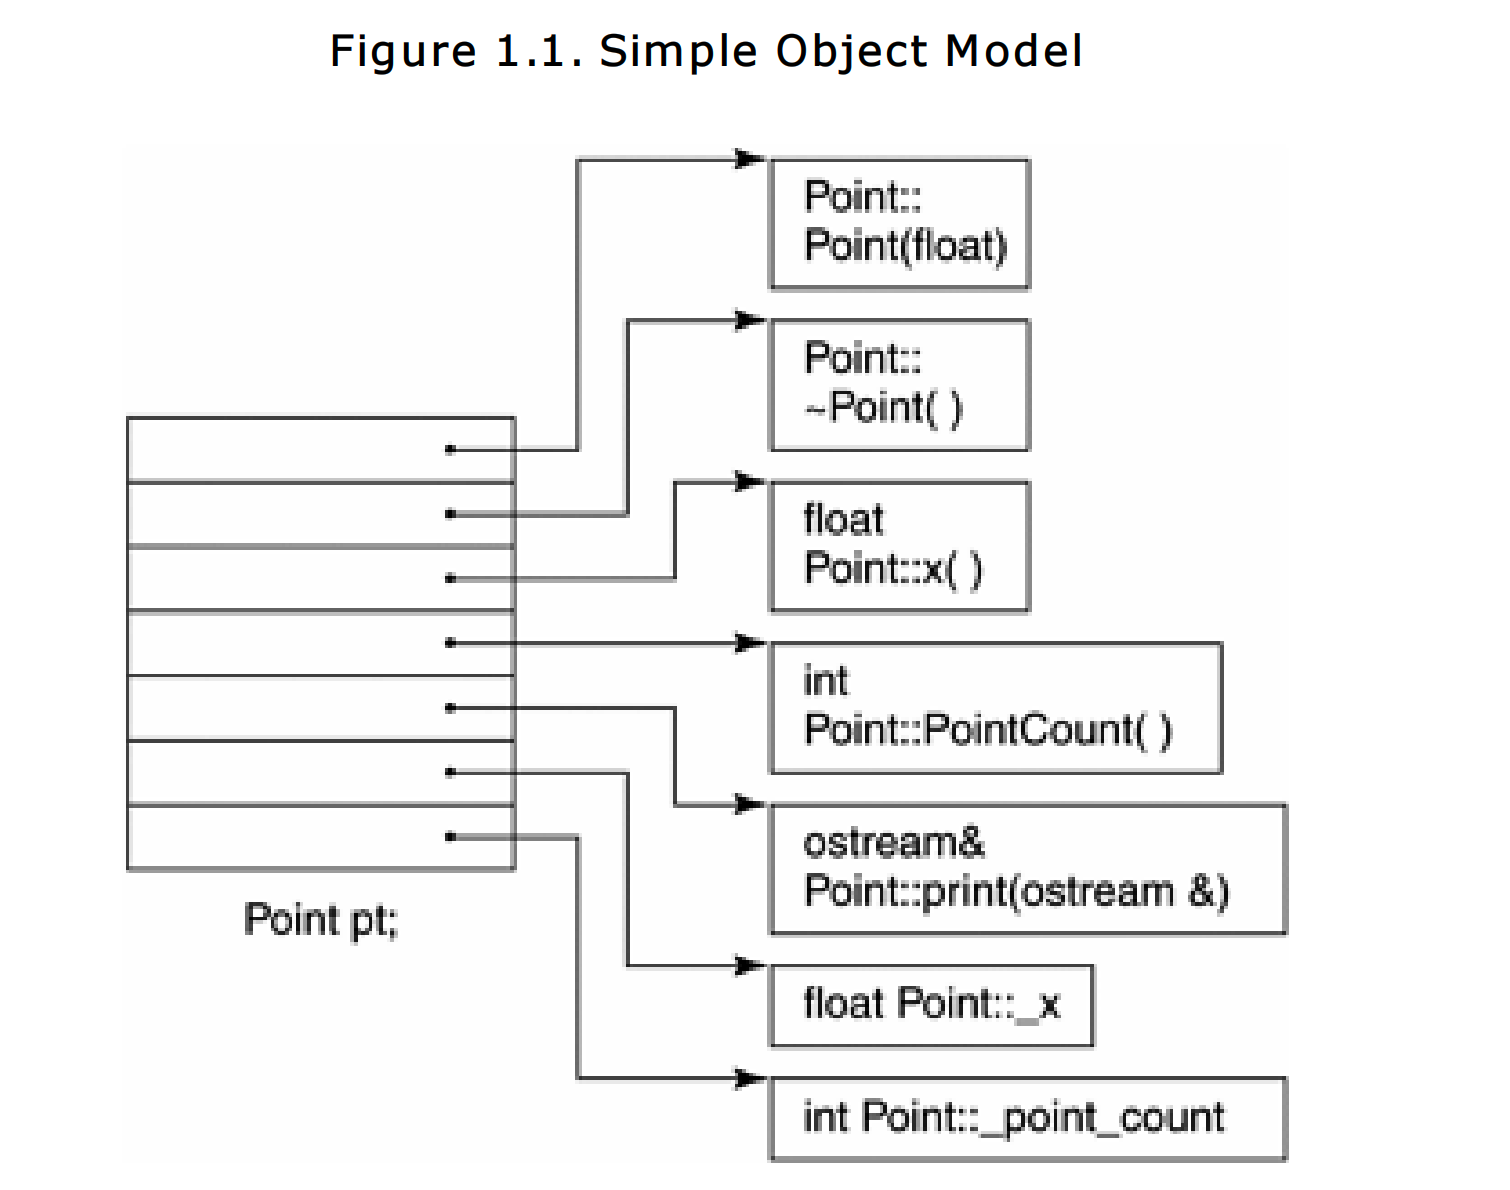 Figure 1.1. Simple Object Model
Point::
Point(float)
Point::
~Point( )
float
Point::x( )
int
Point::PointCount( )
ostream&
Point::print(ostream &)
Point pt;
float Point::_x
int Point::_point_count